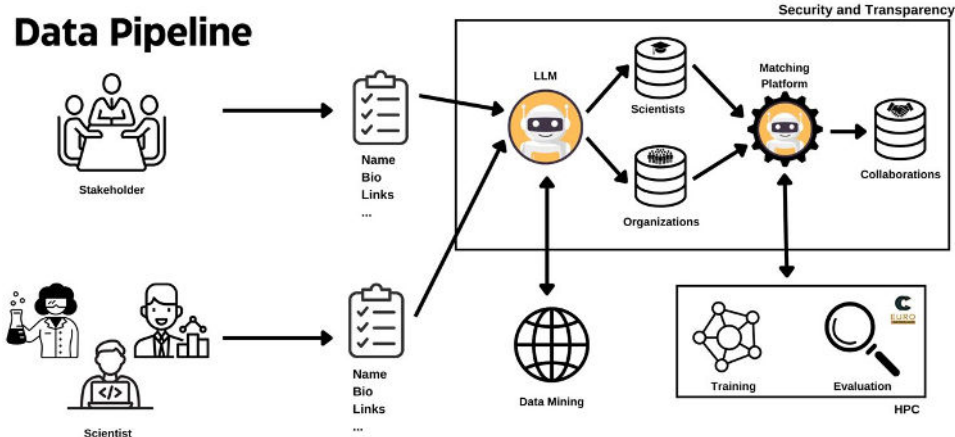 Security and Transparency
Data Pipeline
Stakeholder
Name
Bio
Links
...
LLM
Scientists
Organizations
Matching
Platform
Collaborations
Scientist
Name
Bio
Links
...
Data Mining
Training
Evaluation
EURO
HPC